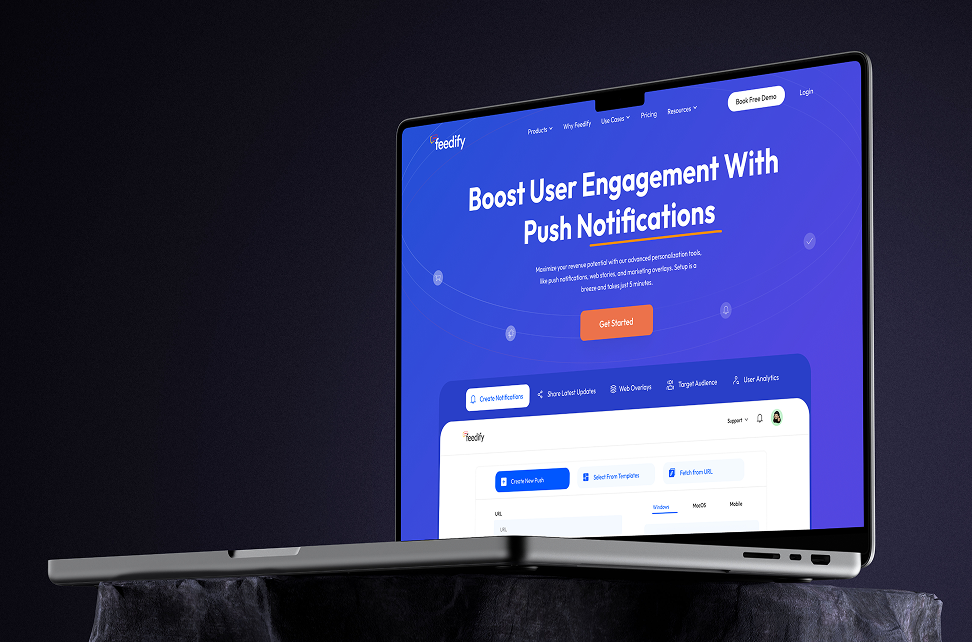 feedify
Products
Why Feedify
Use Cases
Pricing
Resources
Book Free Demo
Login
Boost User Engagement With
Push Notifications
Maximize your revenue potential with our advanced personalization tools,
like push notifications, web stories, and marketing overlays. Setup is a
breeze and takes just 5 minutes.
Get Started
Create Notifications
Share Latest Updates
Web Overlays
Target Audience
User Analytics
feedify
Support
Create New Push
Select From Templates
Fetch from URL
URL
URL
Windows
MacOS
Mobile